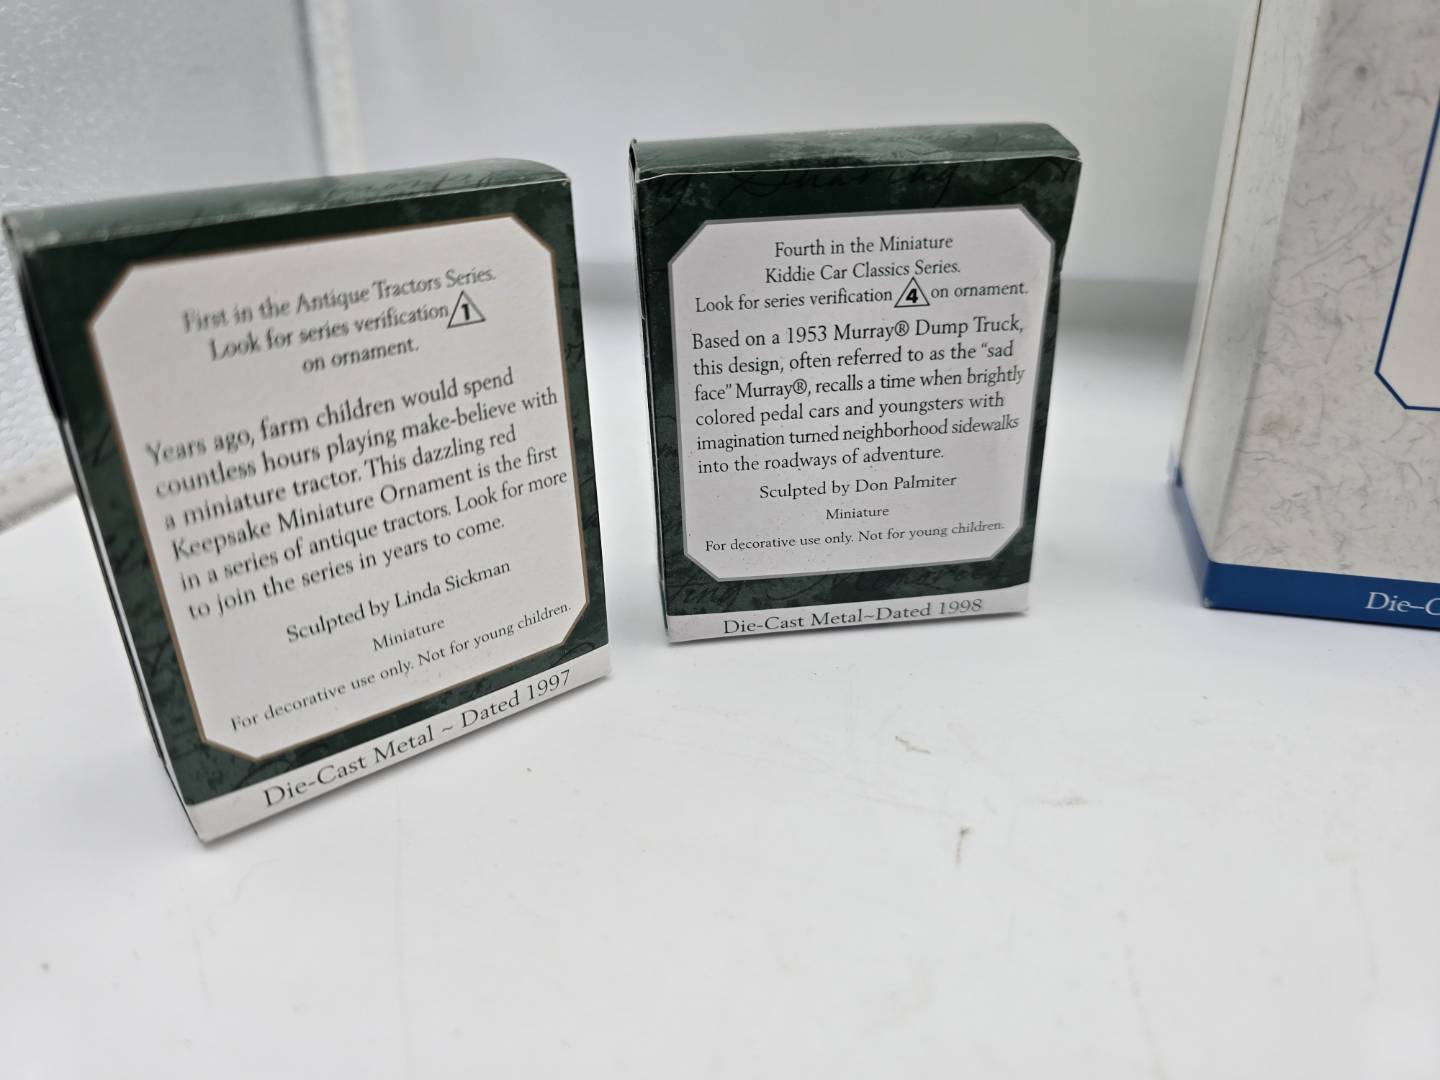 First in the Antique Tractors Series.
Look for series verification 1
on ornament.
Years ago, farm children would spend
countless hours playing make-believe with
a miniature tractor. This dazzling red
Keepsake Miniature Ornament is the first
in a series of antique tractors. Look for more
to join the series in years to come.
Sculpted by Linda Sickman
Miniature
For decorative use only. Not for young children.
Die-Cast Metal ~ Dated 1997
Sharing
Fourth in the Miniature
Kiddie Car Classics Series.
Look for series verification 4 on ornament.
Based on a 1953 Murray® Dump Truck,
this design, often referred to as the “sad
face” Murray®, recalls a time when brightly
colored pedal cars and youngsters with
imagination turned neighborhood sidewalks
into the roadways of adventure.
Sculpted by Don Palmiter
Miniature
For decorative use only. Not for young children.
Die-Cast Metal~Dated 1998
Die-C